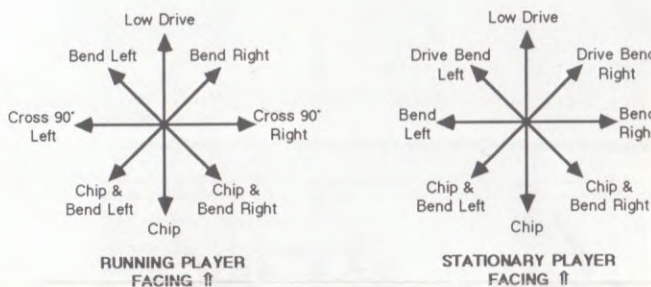 Low Drive
Bend Left
Bend Right
Cross 90°
Left
Cross 90°
Right
Chip &
Bend Left
Chip &
Bend Right
Chip
RUNNING PLAYER
FACING ⇑
Low Drive
Drive Bend
Left
Drive Bend
Right
Bend
Left
Bend
Right
Chip &
Bend Left
Chip &
Bend Right
Chip
STATIONARY PLAYER
FACING ⇑